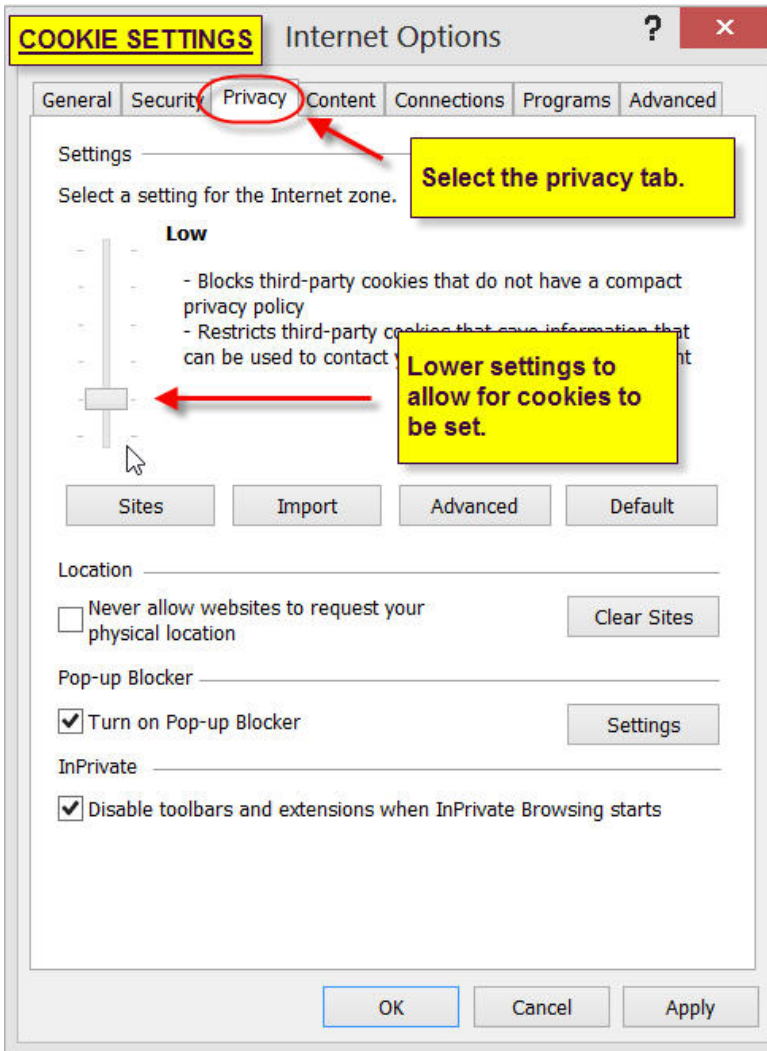 COOKIE SETTINGS
Internet Options
?
General Security Privacy Content Connections Programs Advanced
Settings
Select the privacy tab.
Select a setting for the Internet zone.
Low
- Blocks third-party cookies that do not have a compact
privacy policy
- Restricts third-party cookies that save information that
can be used to contact
Lower settings to
allow for cookies to
be set.
Sites Import Advanced Default
Location
Never allow websites to request your
physical location
Clear Sites
Pop-up Blocker
Turn on Pop-up Blocker
Settings
InPrivate
Disable toolbars and extensions when InPrivate Browsing starts
OK Cancel Apply